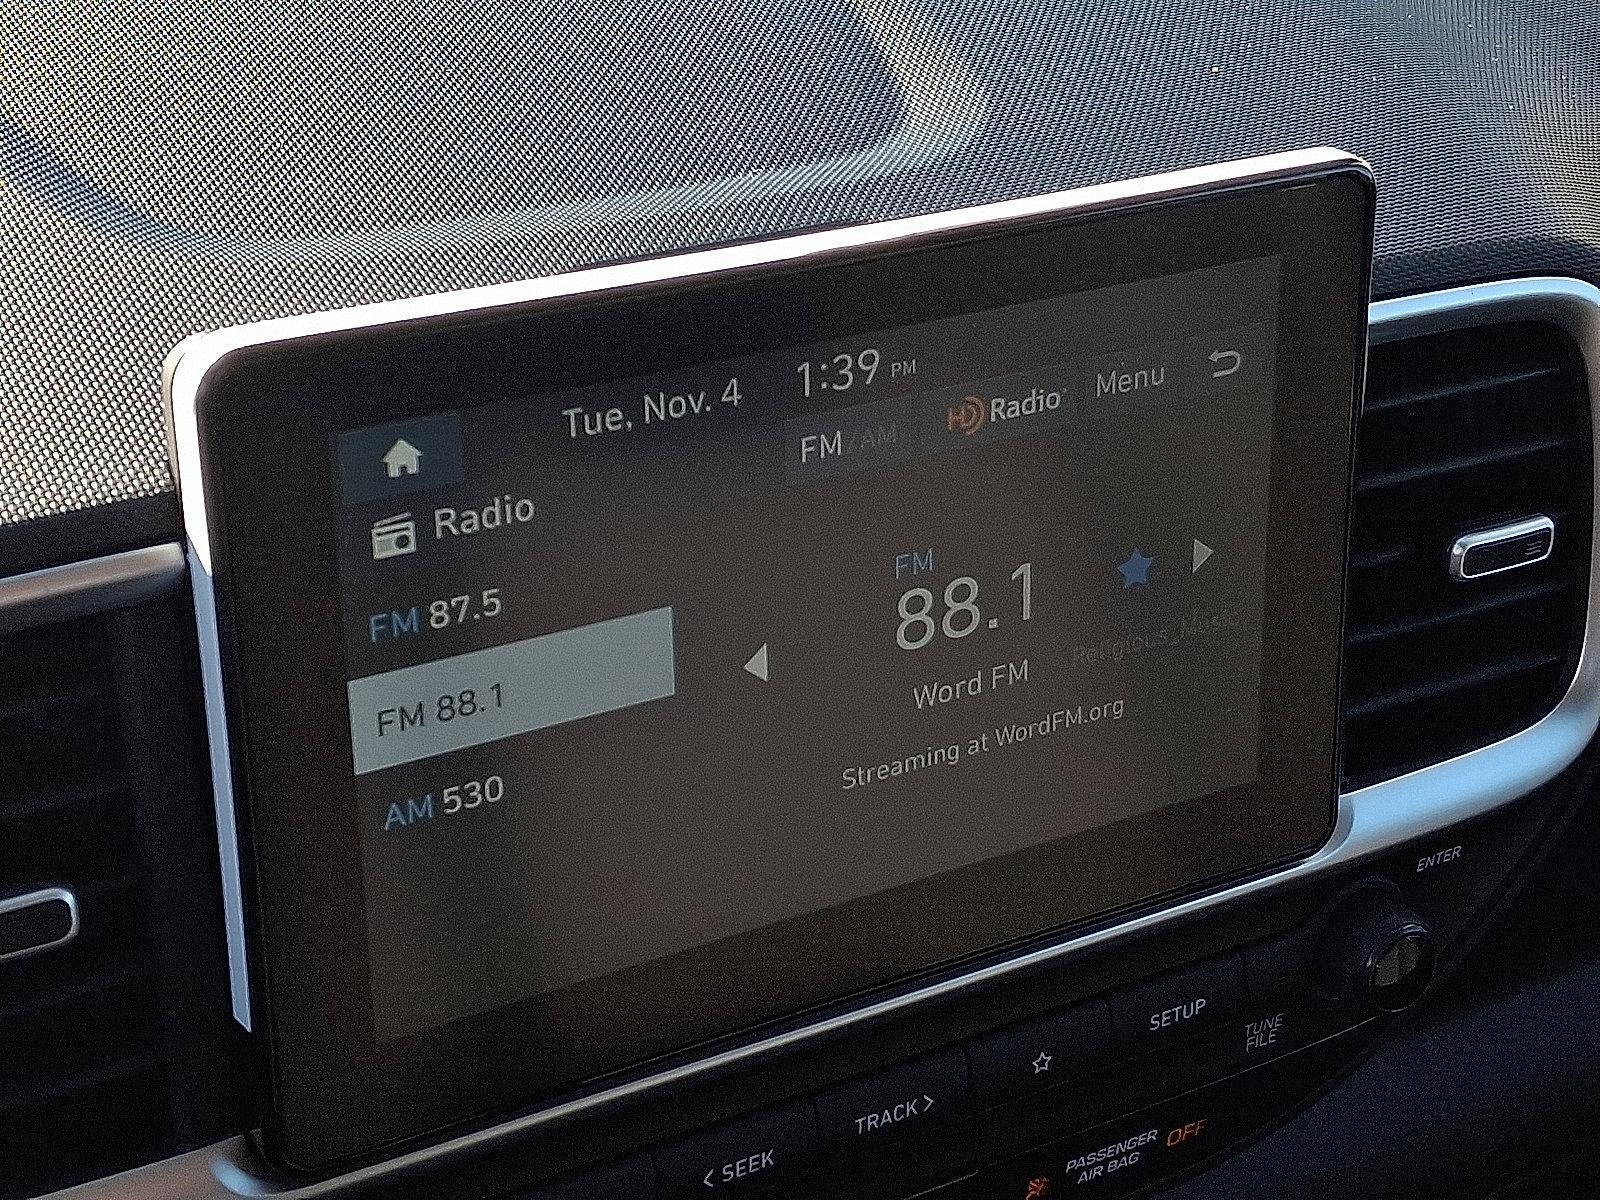 Tue, Nov. 4 1:39 PM
FM/AM HD Radio Menu
Radio
FM 87.5
FM 88.1
AM 530
FM
88.1
Religious_Music
Word FM
Streaming at WordFM.org
ENTER
SETUP
TUNE
FILE
TRACK >
< SEEK
PASSENGER
AIR BAG OFF